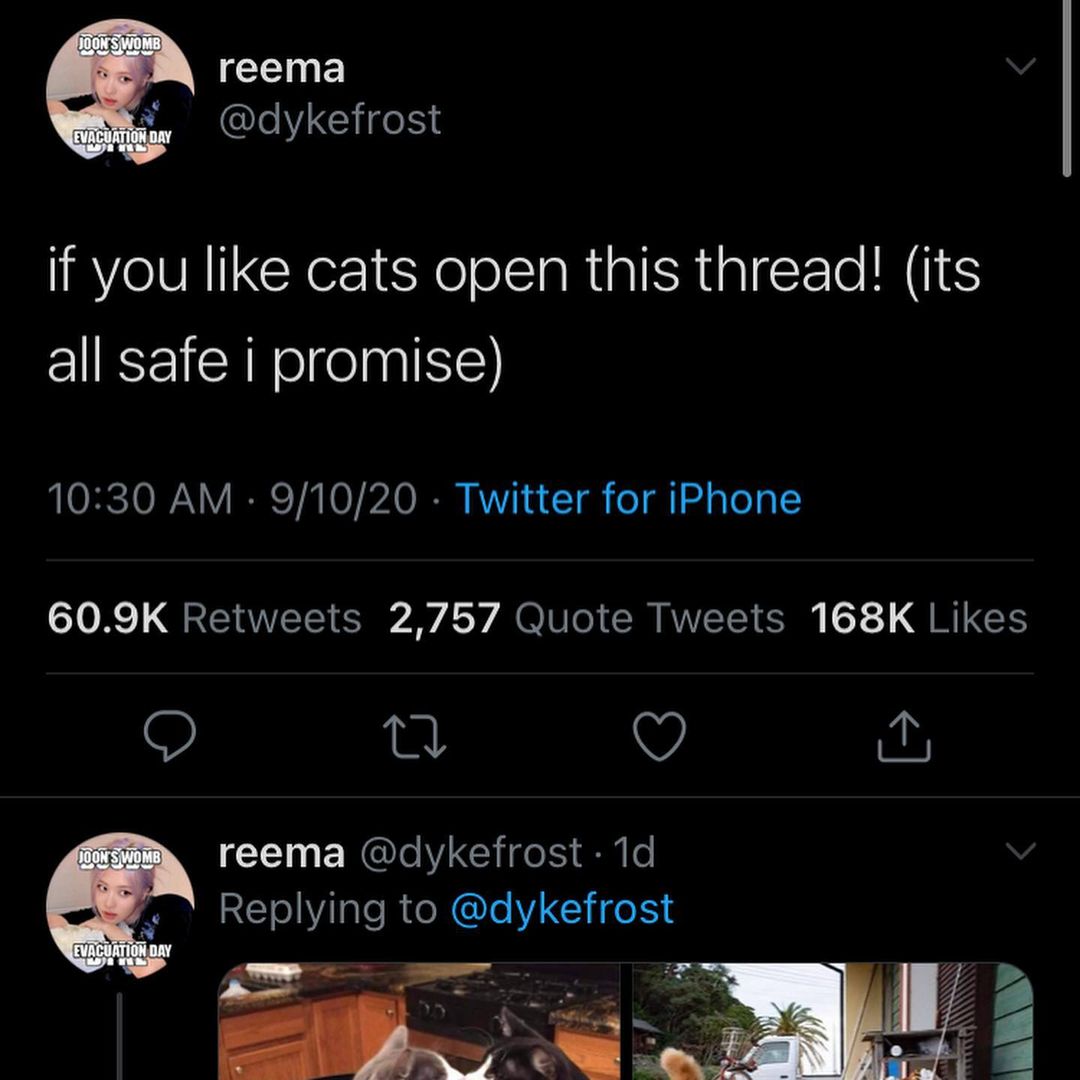 JOON'S WOMB
EVACUATION DAY
reema
@dykefrost
if you like cats open this thread! (its
all safe i promise)
10:30 AM · 9/10/20 · Twitter for iPhone
60.9K Retweets 2,757 Quote Tweets 168K Likes
JOON'S WOMB
EVACUATION DAY
reema @dykefrost · 1d
Replying to @dykefrost